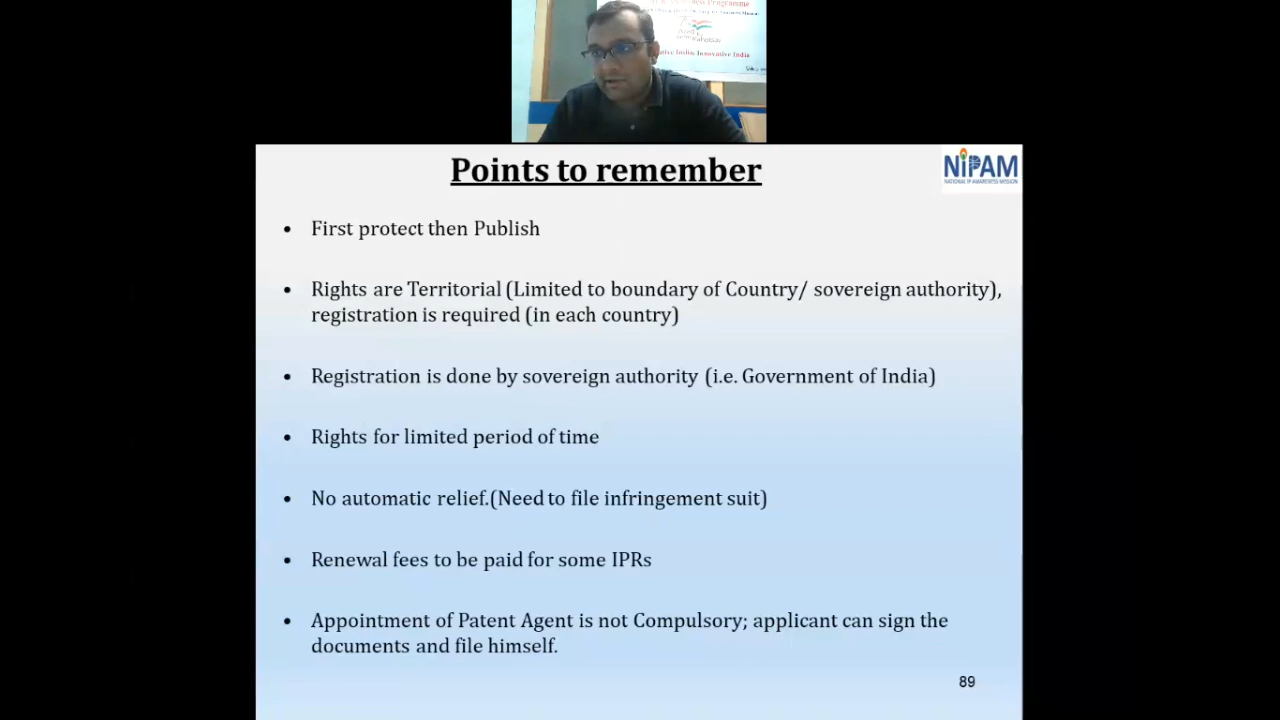 Programme
Innovative India
Points to remember
NiPAM
NATIONAL IP AWARENESS MISSION
• First protect then Publish
• Rights are Territorial (Limited to boundary of Country/ sovereign authority),
registration is required (in each country)
• Registration is done by sovereign authority (i.e. Government of India)
• Rights for limited period of time
• No automatic relief.(Need to file infringement suit)
• Renewal fees to be paid for some IPRs
• Appointment of Patent Agent is not Compulsory; applicant can sign the
documents and file himself.
89